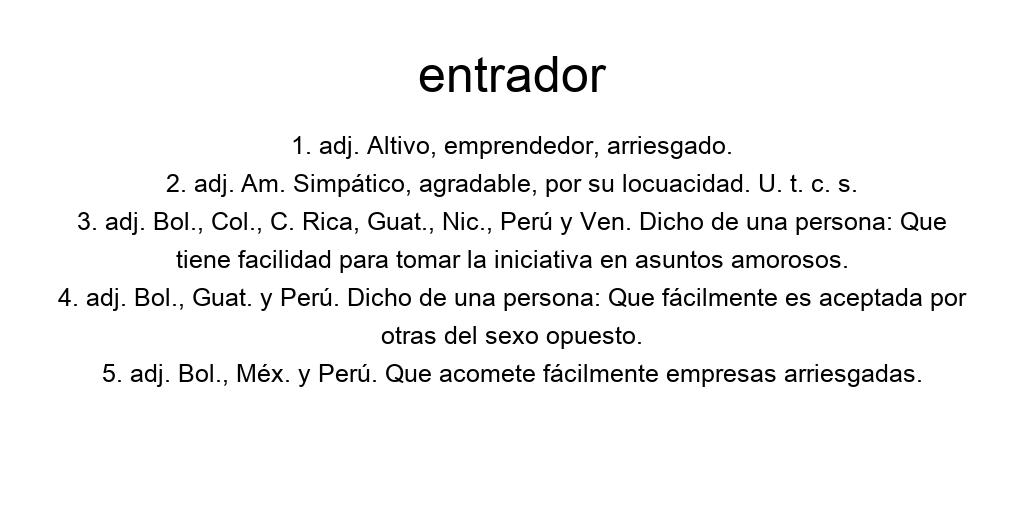 entrador
1. adj. Altivo, emprendedor, arriesgado.
2. adj. Am. Simpático, agradable, por su locuacidad. U. t. c. s.
3. adj. Bol., Col., C. Rica, Guat., Nic., Perú y Ven. Dicho de una persona: Que
tiene facilidad para tomar la iniciativa en asuntos amorosos.
4. adj. Bol., Guat. y Perú. Dicho de una persona: Que fácilmente es aceptada por
otras del sexo opuesto.
5. adj. Bol., Méx. y Perú. Que acomete fácilmente empresas arriesgadas.